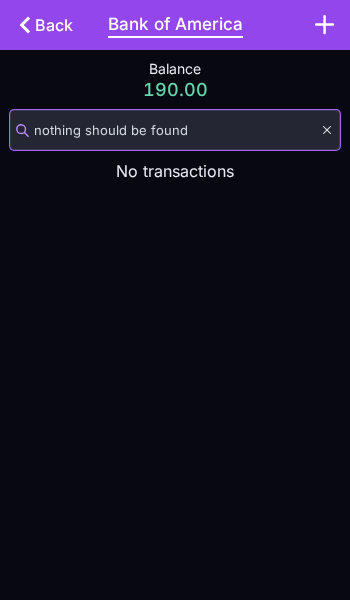 Back Bank of America +
Balance
190.00
nothing should be found ×
No transactions